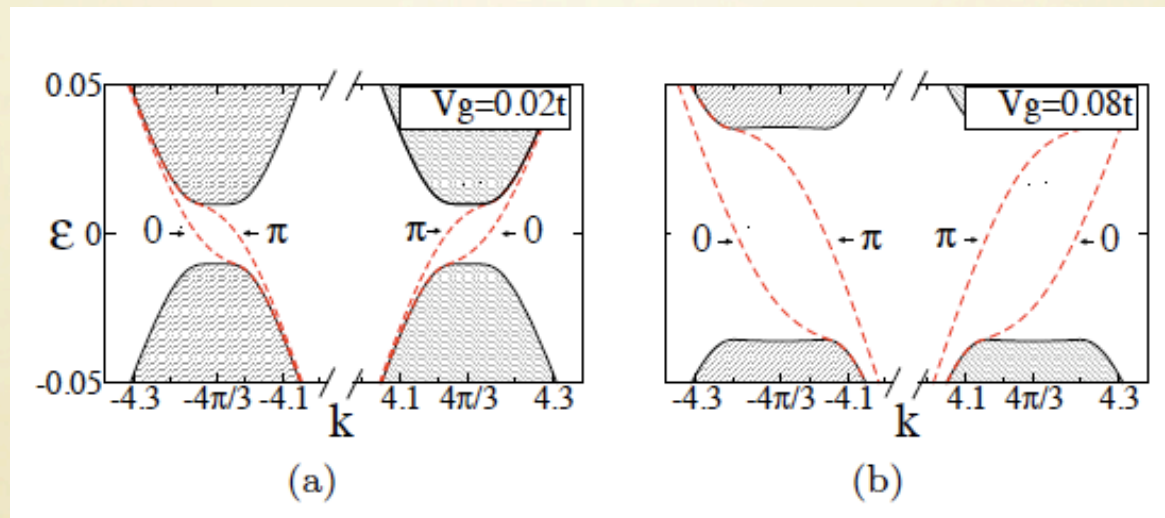 0.05 Vg=0.02t Vg=0.08t
ε 0 0 π π 0 0 π π 0
-0.05
-4.3 -4π/3 -4.1 4.1 4π/3 4.3 -4.3 -4π/3 -4.1 4.1 4π/3 4.3
k k
(a) (b)